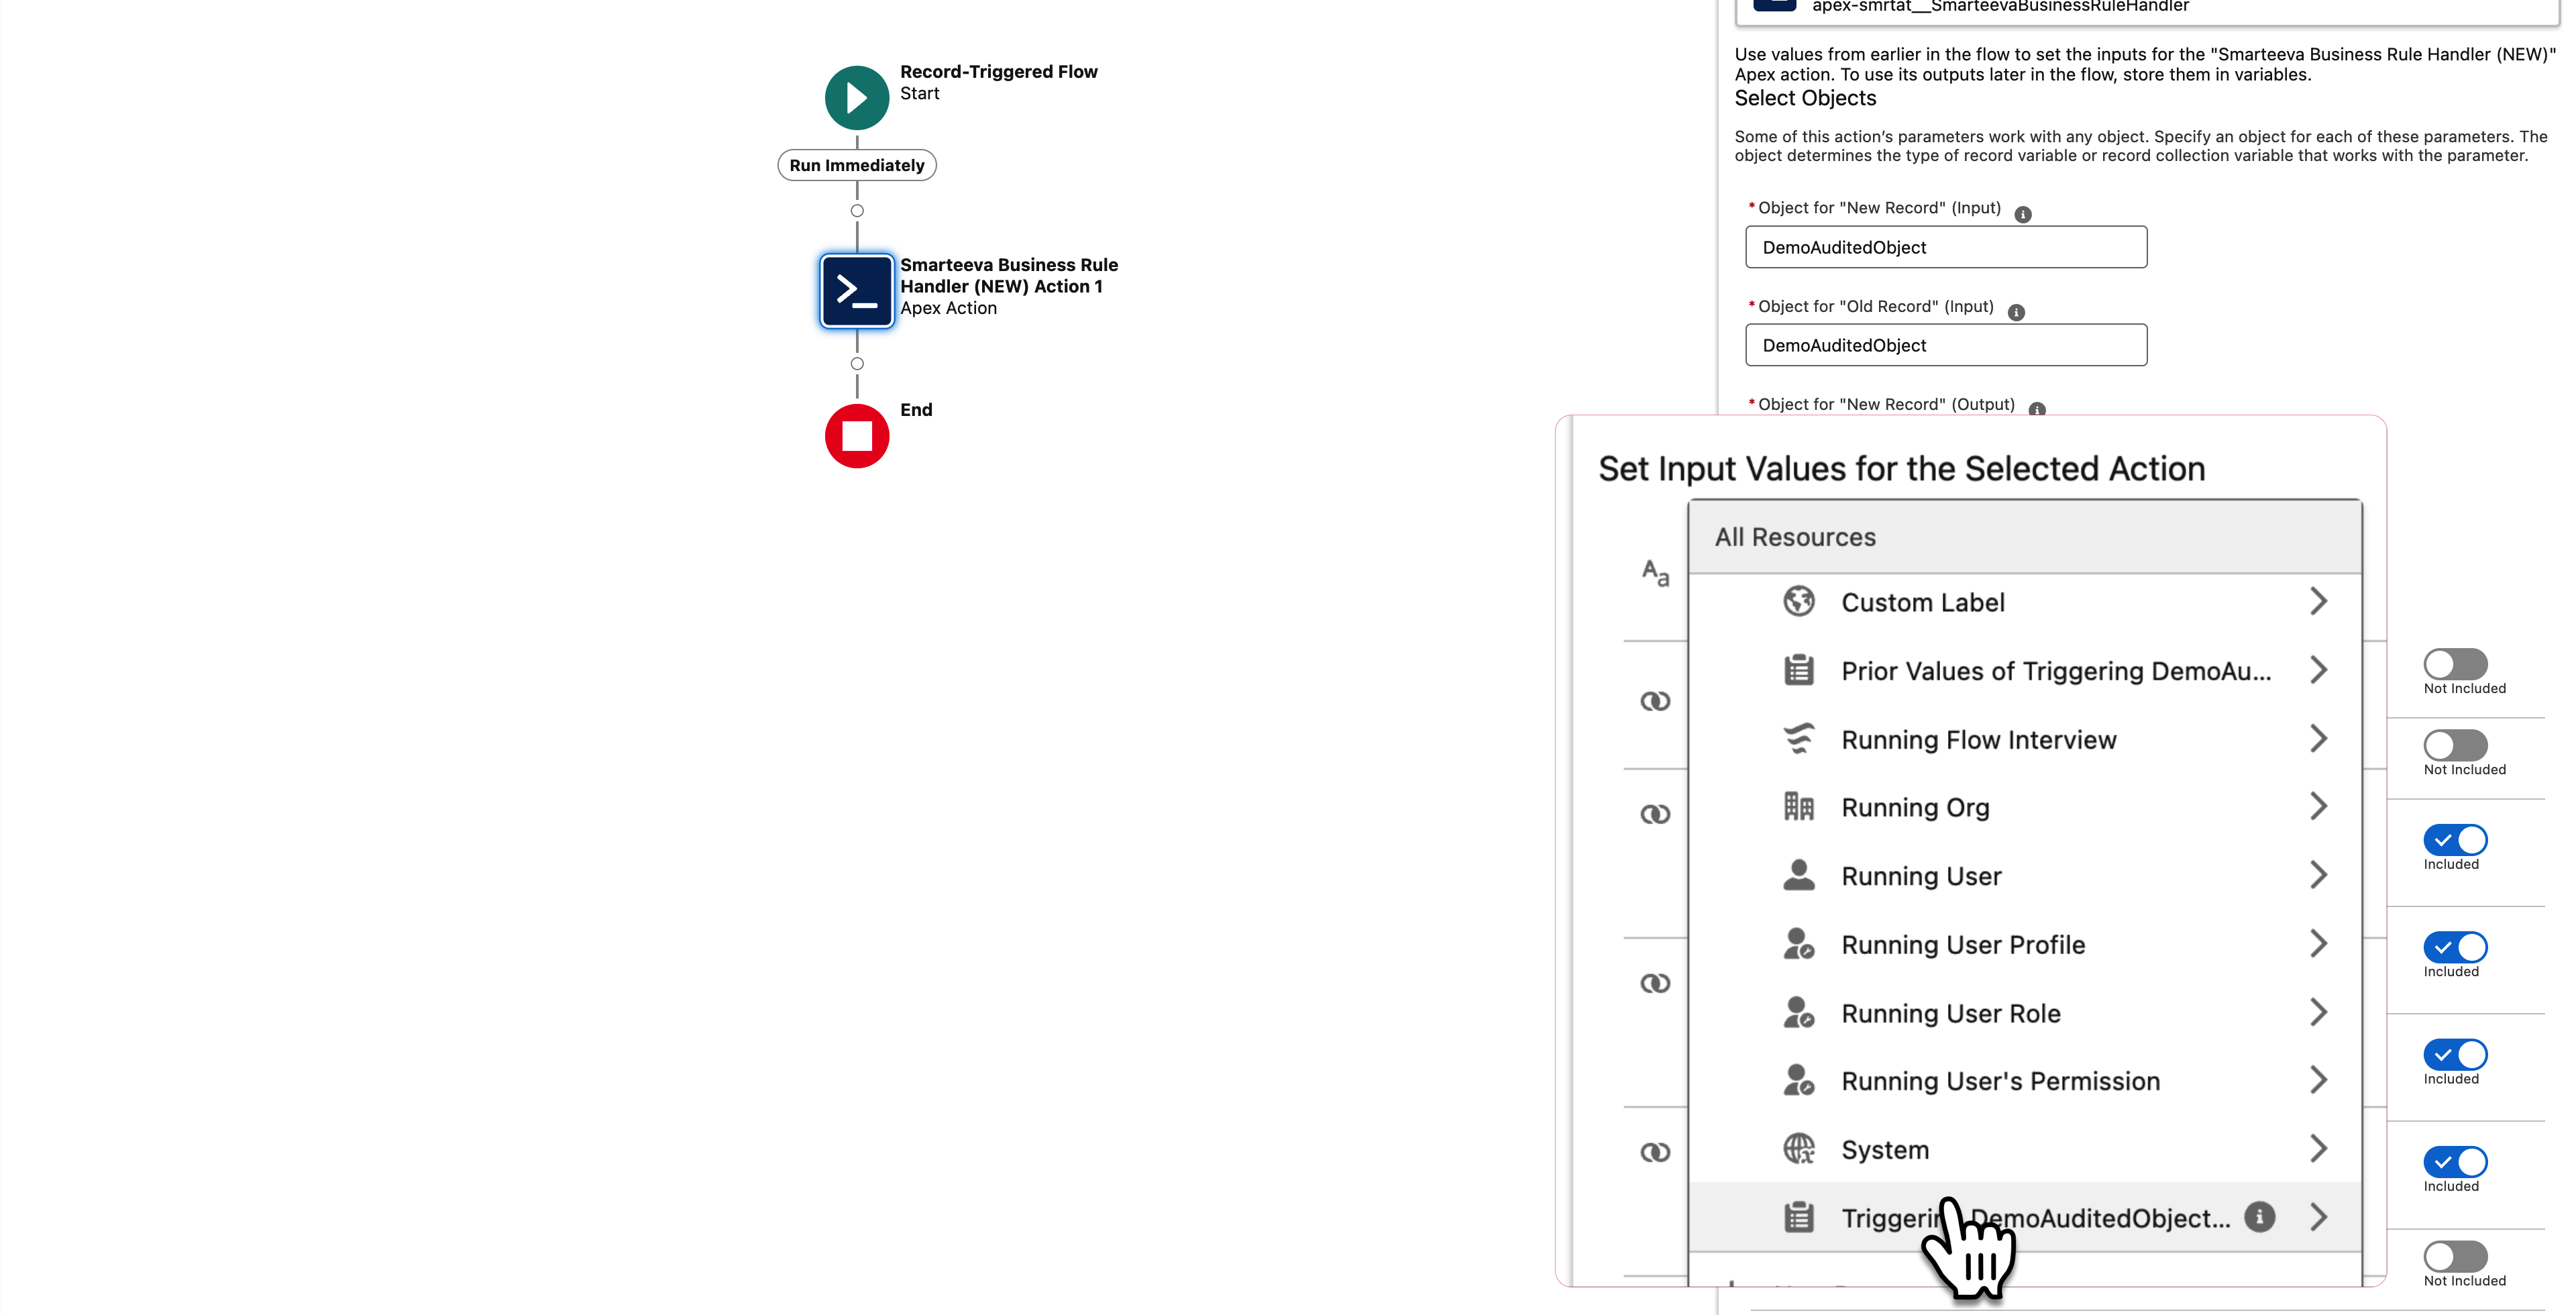 Record-Triggered Flow
Start
Run Immediately
Smarteeva Business Rule
Handler (NEW) Action 1
Apex Action
End
apex-smrtat__SmarteevaBusinessRuleHandler
Use values from earlier in the flow to set the inputs for the "Smarteeva Business Rule Handler (NEW)"
Apex action. To use its outputs later in the flow, store them in variables.
Select Objects
Some of this action's parameters work with any object. Specify an object for each of these parameters. The
object determines the type of record variable or record collection variable that works with the parameter.
*Object for "New Record" (Input)
DemoAuditedObject
*Object for "Old Record" (Input)
DemoAuditedObject
*Object for "New Record" (Output)
Set Input Values for the Selected Action
All Resources
Aa
Custom Label
Prior Values of Triggering DemoAu...
Running Flow Interview
Running Org
Running User
Running User Profile
Running User Role
Running User's Permission
System
DemoAuditedObject...
Not Included
Not Included
Included
Included
Included
Included
Not Included